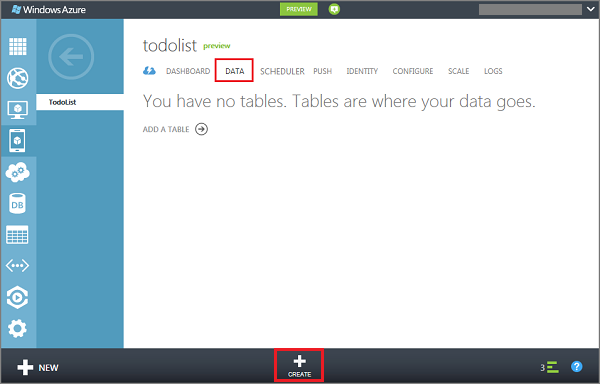 Windows Azure
PREVIEW
todolist preview
DASHBOARD DATA SCHEDULER PUSH IDENTITY CONFIGURE SCALE LOGS
TodoList
You have no tables. Tables are where your data goes.
ADD A TABLE
DB
NEW
CREATE
3
?